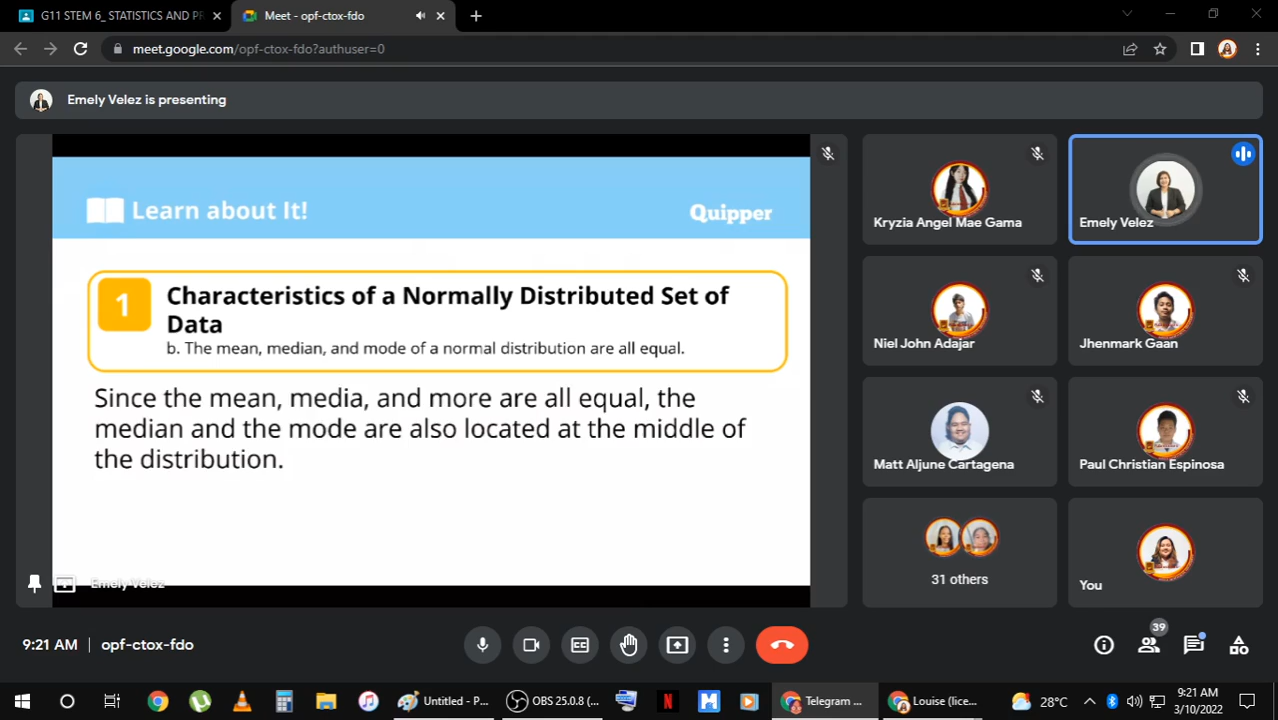 G11 STEM 6_ STATISTICS AND PR
Meet - opf-ctox-fdo
meet.google.com/opf-ctox-fdo?authuser=0
Emely Velez is presenting
Learn about It!
Quipper
1
Characteristics of a Normally Distributed Set of
Data
b. The mean, median, and mode of a normal distribution are all equal.
Since the mean, media, and more are all equal, the
median and the mode are also located at the middle of
the distribution.
Emely Velez
Kryzia Angel Mae Gama
Emely Velez
Niel John Adajar
Jhenmark Gaan
Matt Aljune Cartagena
Paul Christian Espinosa
31 others
You
9:21 AM | opf-ctox-fdo
CC
39
Untitled - P...
OBS 25.0.8 (...
N
M
Telegram ...
Louise (lice...
28°C
9:21 AM
3/10/2022